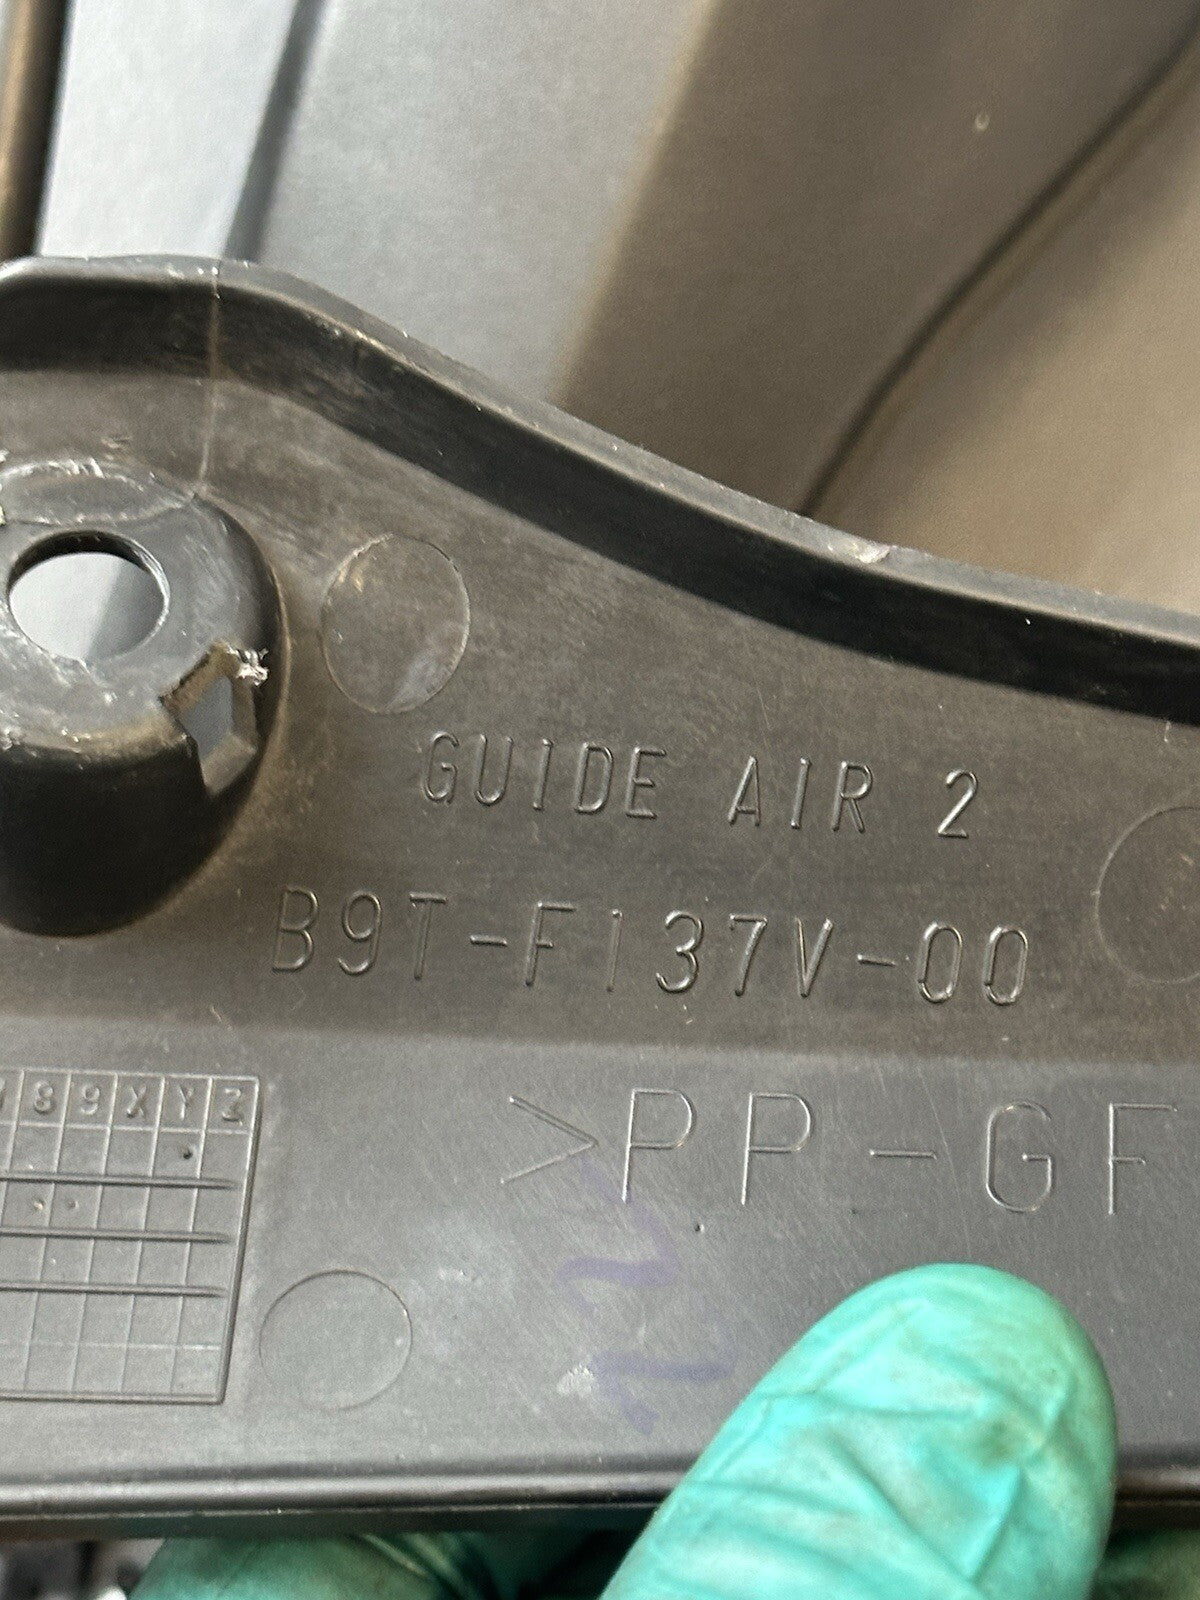 GUIDE AIR 2
B9T-F137V-00
89XYZ
>PP-GF